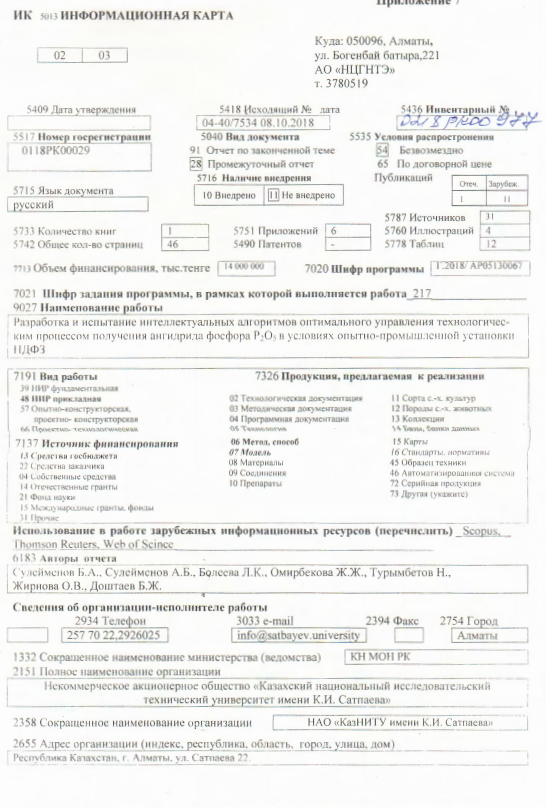 Приложение 7
ИК 5013 ИНФОРМАЦИОННАЯ КАРТА
02 03
Куда: 050096, Алматы,
ул. Богенбай батыра,221
АО «НЦГНТЭ»
т. 3780519
5409 Дата утверждения
5418 Исходящий № дата
04-40/7534 08.10.2018
5436 Инвентарный №
0218РК00977
5517 Номер госрегистрации
0118РК00029
5040 Вид документа
91 Отчет по законченной теме
28 Промежуточный отчет
5535 Условия распростронения
54 Безвозмездно
65 По договорной цене
5715 Язык документа
русский
5716 Наличие внедрения
10 Внедрено 11 Не внедрено
Публикаций
Отеч. Зарубеж.
1 11
5787 Источников 31
5733 Количество книг 1 5751 Приложений 6 5760 Иллюстраций 4
5742 Общее кол-во страниц 46 5490 Патентов - 5778 Таблиц 12
7713 Объем финансирования, тыс.тенге 14 000 000 7020 Шифр программы 1.2018/ АР05130067
7021 Шифр задания программы, в рамках которой выполняется работа_217_
9027 Наименование работы
Разработка и испытание интеллектуальных алгоритмов оптимального управления технологичес-
ким процессом получения ангидрида фосфора P₂O₅ в условиях опытно-промышленной установки
НДФЗ
7191 Вид работы
39 НИР фундаментальная
48 НИР прикладная
57 Опытно-конструкторская,
проектно- конструкторская
66 Проектно- технологическая
7137 Источник финансирования
13 Средства госбюджета
22 Средства заказчика
04 Собственные средства
14 Отечественные гранты
21 Фонд науки
15 Международные гранты, фонды
31 Прочие
7326 Продукция, предлагаемая к реализации
02 Технологическая документация
03 Методическая документация
04 Программная документация
05 Технология
06 Метод, способ
07 Модель
08 Материалы
09 Соединения
10 Препараты
11 Сорта с.-х. культур
12 Породы с.-х. животных
13 Коллекции
14 Базы, банки данных
15 Карты
16 Стандарты, нормативы
45 Образец техники
46 Автоматизированная система
72 Серийная продукция
73 Другая (укажите)
Использование в работе зарубежных информационных ресурсов (перечислить) _Scopus,_
Thomson Reuters, Web of Scince
6183 Авторы отчета
Сулейменов Б.А., Сулейменов А.Б., Болеева Л.К., Омирбекова Ж.Ж., Турымбетов Н.,
Жирнова О.В., Доштаев Б.Ж.
Сведения об организации-исполнителе работы
2934 Телефон 3033 e-mail 2394 Факс 2754 Город
257 70 22,2926025 info@satbayev.university Алматы
1332 Сокращенное наименование министерства (ведомства) КН МОН РК
2151 Полное наименование организации
Некоммерческое акционерное общество «Казахский национальный исследовательский
технический университет имени К.И. Сатпаева»
2358 Сокращенное наименование организации НАО «КазНИТУ имени К.И. Сатпаева»
2655 Адрес организации (индекс, республика, область, город, улица, дом)
Республика Казахстан, г. Алматы, ул. Сатпаева 22.